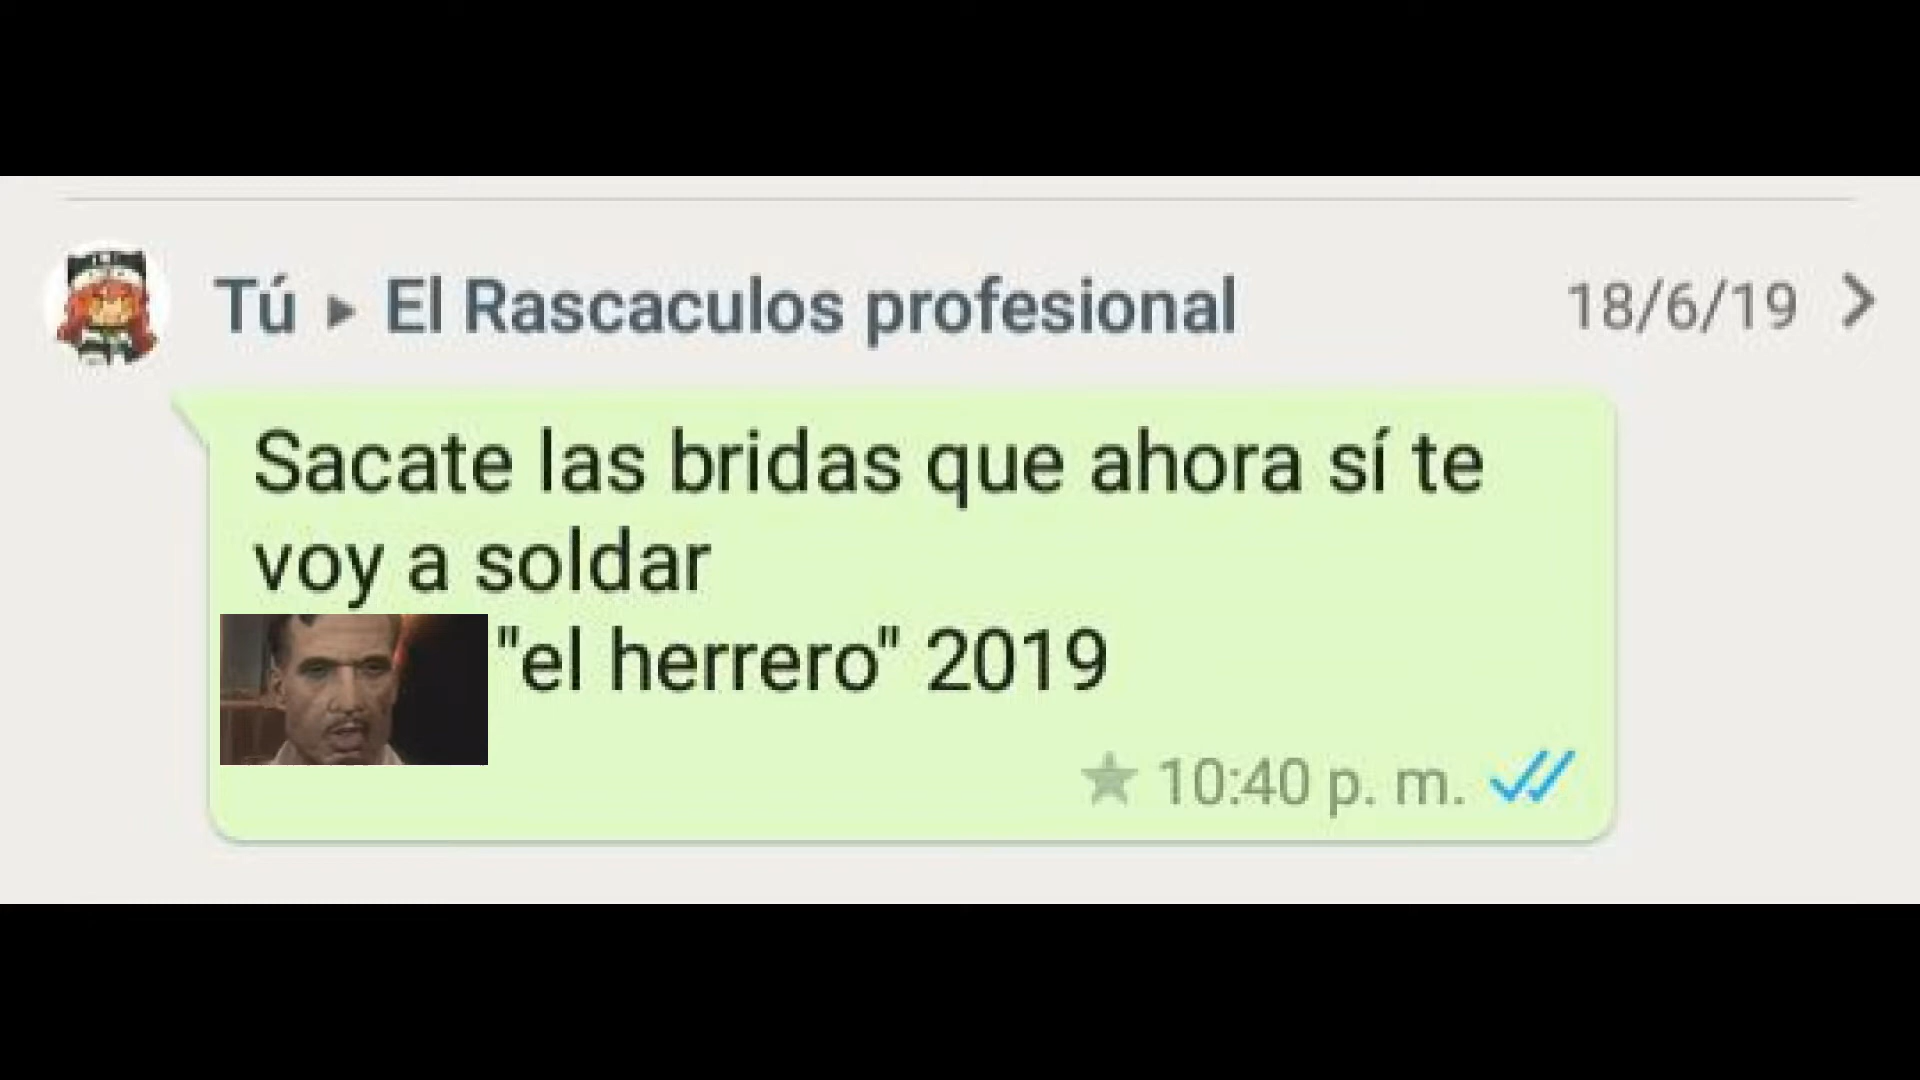 Tú ▸ El Rascaculos profesional 18/6/19
Sacate las bridas que ahora sí te
voy a soldar
"el herrero" 2019
10:40 p. m.